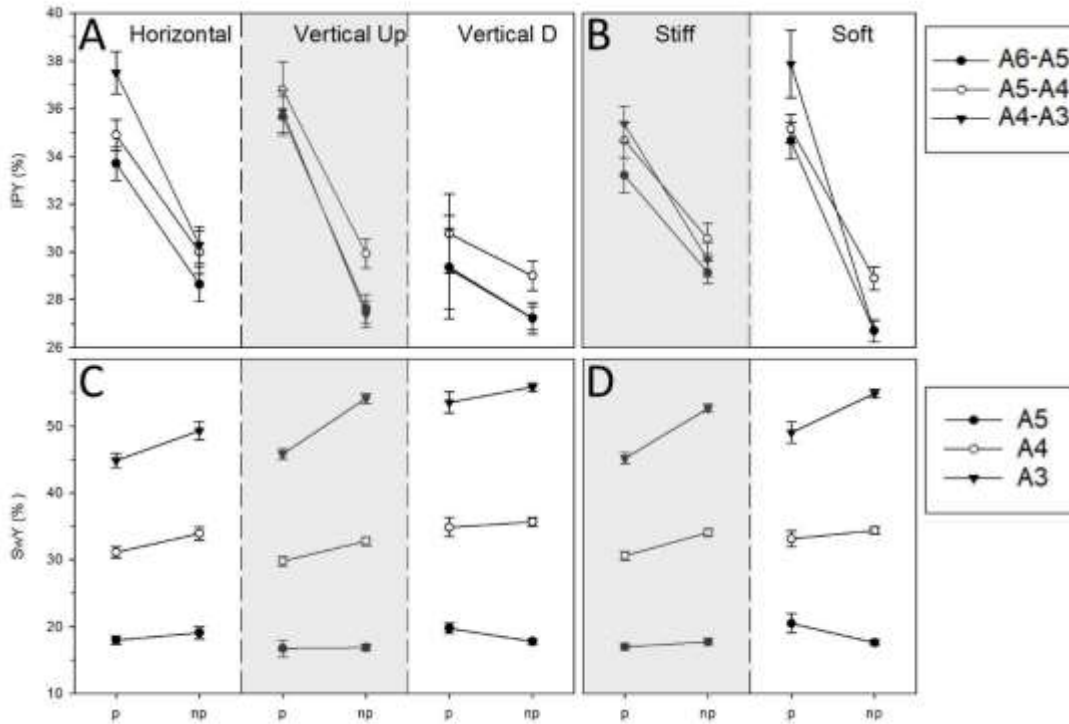 A Horizontal Vertical Up Vertical D B Stiff Soft
40
38
36
34
32
30
28
26
IPY (%)
A6-A5
A5-A4
A4-A3
C D
50
40
30
20
10
SwY (%)
A5
A4
A3
p np p np p np p np p np